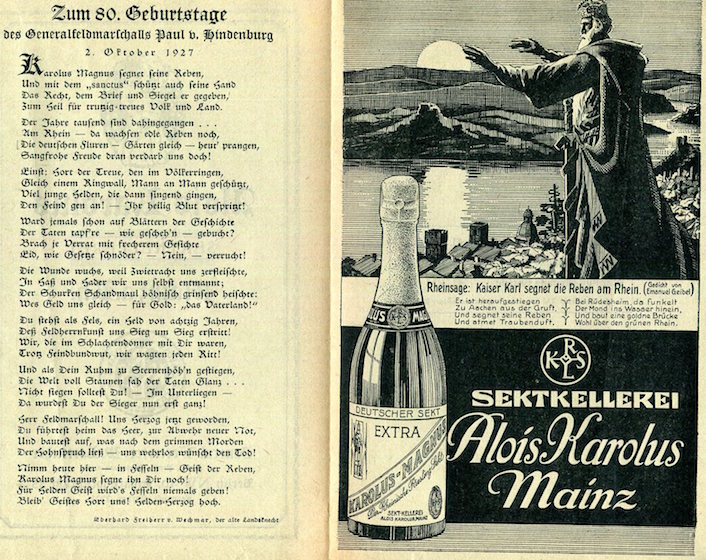 Zum 80. Geburtstage
des Generalfeldmarschalls Paul v. Hindenburg
2. Oktober 1927
Karolus Magnus segnet seine Reben,
Und mit dem „sanctus" schützt auch seine Hand
Das Recht, dem Brief und Siegel er gegeben,
Zum Heil für trutzig-treues Volk und Land.
Der Jahre tausend sind dahingegangen . . .
Am Rhein — da wachsen edle Reben noch,
Die deutschen Fluren — Gärten gleich — heut' prangen,
Sangfrohe Freude dran verdarb uns doch!
Einst: Hort der Treue, den im Völkerringen,
Gleich einem Ringwall, Mann an Mann geschützt,
Viel junge Helden, die dann singend gingen,
Den Feind gen an! — Ihr heilig Blut verspritzt!
Ward jemals schon auf Blättern der Geschichte
Der Taten tapf're — wie gescheh'n — gebucht?
Brach je Verrat mit frecherem Gesichte
Eid, wie Gesetze schnöder? — Nein, — verrucht!
Die Wunde wuchs, weil Zwietracht uns zerfleischte,
In Haß und Hader wir uns selbst entmannt;
Der Schurken Schandmaul höhnisch grinsend heischte:
Wes Geld uns gleich — für Gold: „das Vaterland!"
Du stehst als Fels, ein Held von achtzig Jahren,
Deß Feldherrnkunst uns Sieg um Sieg erstritt!
Wir, die im Schlachtendonner mit Dir waren,
Trotz Feindbundwut, wir wagten jeden Ritt!
Und als Dein Ruhm zu Sternenhöh'n gestiegen,
Die Welt voll Staunen sah der Taten Glanz . . .
Nicht siegen solltest Du! — Im Unterliegen —
Da wurdest Du der Sieger nun erst ganz!
Herr Feldmarschall! Uns Herzog jetzt geworden,
Du führtest heim das Heer, zur Abwehr neuer Not,
Und bautest auf, was nach dem grimmen Morden
Der Hohnspruch ließ — uns wehrlos wünscht den Tod!
Nimm heute hier — in Fesseln — Geist der Reben,
Karolus Magnus segne ihn Dir noch!
Für Helden Geist wird's Fesseln niemals geben!
Bleib' Geistes Hort uns! Helden-Herzog hoch.
Eberhard Freiherr v. Wechmar, der alte Landsknecht
Rheinsage: Kaiser Karl segnet die Reben am Rhein. (Gedicht von Emanuel Geibel)
Er ist heraufgestiegen
Zu Aachen aus der Gruft,
Und segnet seine Reben
Und atmet Traubenduft.
Bei Rüdesheim, da funkelt
Der Mond ins Wasser hinein,
Und baut eine goldne Brücke
Wohl über den grünen Rhein.
K R L S
SEKTKELLEREI
Alois Karolus
Mainz
DEUTSCHER SEKT
EXTRA
KAROLUS-MAGNUS
SEKT-KELLEREI
ALOIS KAROLUS MAINZ